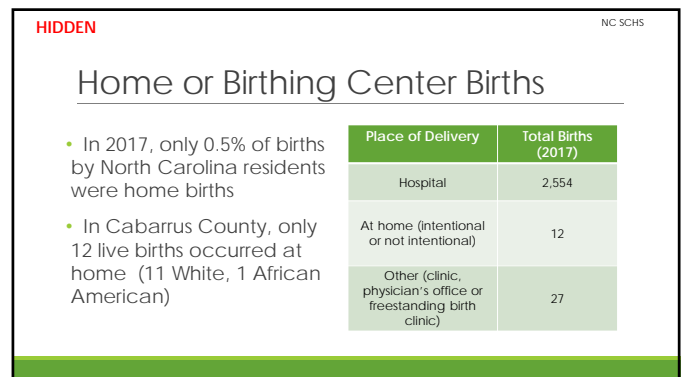 HIDDEN
NC SCHS
Home or Birthing Center Births
• In 2017, only 0.5% of births
by North Carolina residents
were home births
• In Cabarrus County, only
12 live births occurred at
home (11 White, 1 African
American)
Place of Delivery
Total Births
(2017)
Hospital
2,554
At home (intentional
or not intentional)
12
Other (clinic,
physician's office or
freestanding birth
clinic)
27